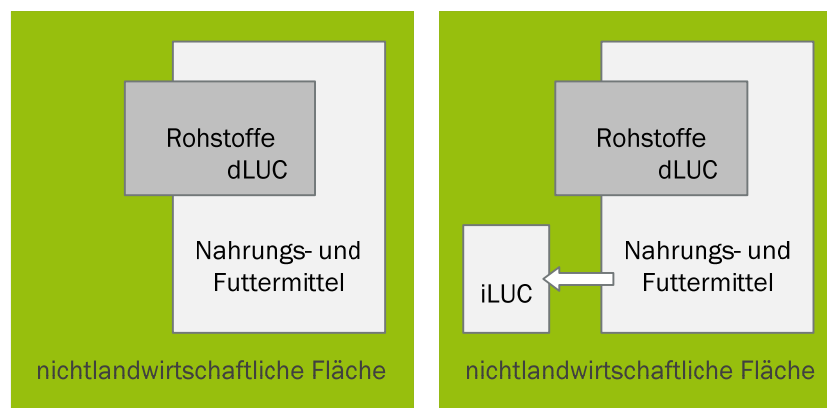 Rohstoffe
dLUC
Nahrungs- und
Futtermittel
nichtlandwirtschaftliche Fläche
Rohstoffe
dLUC
Nahrungs- und
Futtermittel
iLUC
nichtlandwirtschaftliche Fläche